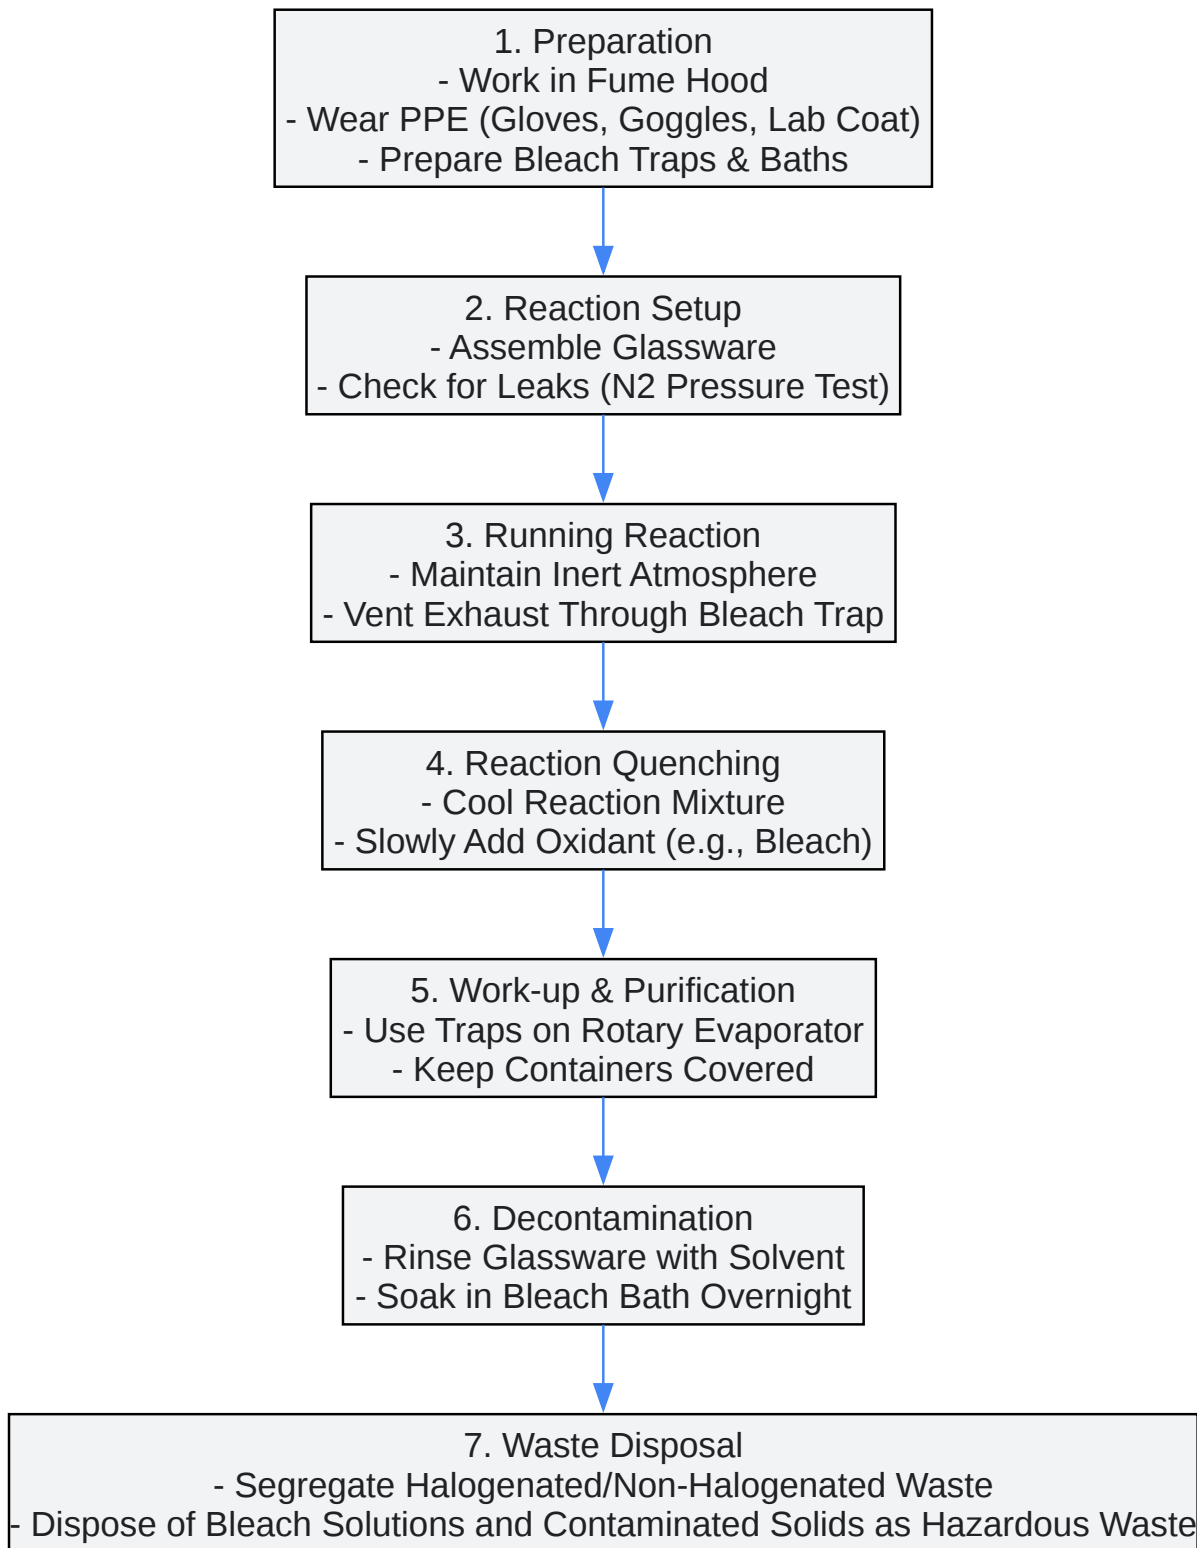 1. Preparation
- Work in Fume Hood
- Wear PPE (Gloves, Goggles, Lab Coat)
- Prepare Bleach Traps & Baths
2. Reaction Setup
- Assemble Glassware
- Check for Leaks (N2 Pressure Test)
3. Running Reaction
- Maintain Inert Atmosphere
- Vent Exhaust Through Bleach Trap
4. Reaction Quenching
- Cool Reaction Mixture
- Slowly Add Oxidant (e.g., Bleach)
5. Work-up & Purification
- Use Traps on Rotary Evaporator
- Keep Containers Covered
6. Decontamination
- Rinse Glassware with Solvent
- Soak in Bleach Bath Overnight
7. Waste Disposal
- Segregate Halogenated/Non-Halogenated Waste
- Dispose of Bleach Solutions and Contaminated Solids as Hazardous Waste